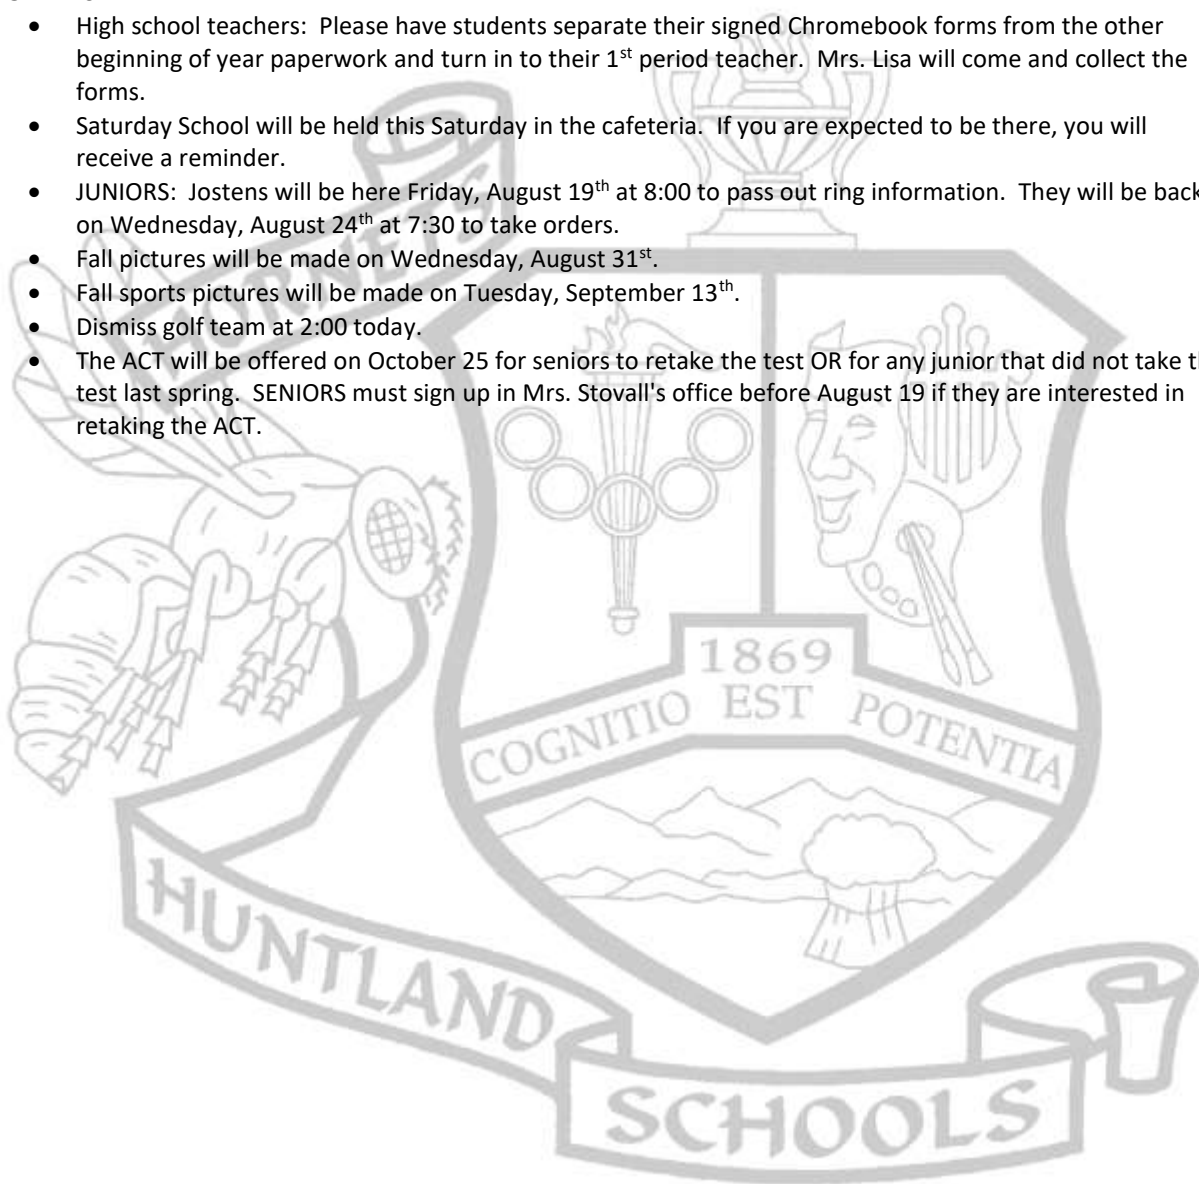 • High school teachers:  Please have students separate their signed Chromebook forms from the other
beginning of year paperwork and turn in to their 1st period teacher.  Mrs. Lisa will come and collect the
forms.
• Saturday School will be held this Saturday in the cafeteria.  If you are expected to be there, you will
receive a reminder.
• JUNIORS:  Jostens will be here Friday, August 19th at 8:00 to pass out ring information.  They will be back
on Wednesday, August 24th at 7:30 to take orders.
• Fall pictures will be made on Wednesday, August 31st.
• Fall sports pictures will be made on Tuesday, September 13th.
• Dismiss golf team at 2:00 today.
• The ACT will be offered on October 25 for seniors to retake the test OR for any junior that did not take
test last spring.  SENIORS must sign up in Mrs. Stovall's office before August 19 if they are interested in
retaking the ACT.
HORNETS
1869
COGNITIO EST POTENTIA
HUNTLAND
SCHOOLS